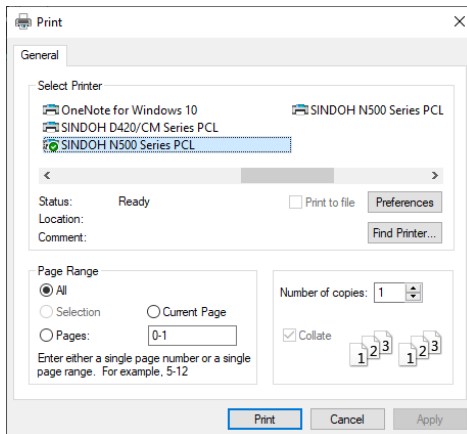 Print
General
Select Printer
OneNote for Windows 10
SINDOH N500 Series PCL
SINDOH D420/CM Series PCL
SINDOH N500 Series PCL
Status: Ready
Print to file
Preferences
Location:
Comment:
Find Printer...
Page Range
All
Selection
Current Page
Pages: 0-1
Enter either a single page number or a single
page range. For example, 5-12
Number of copies: 1
Collate
1 2 3 1 2 3
Print
Cancel
Apply